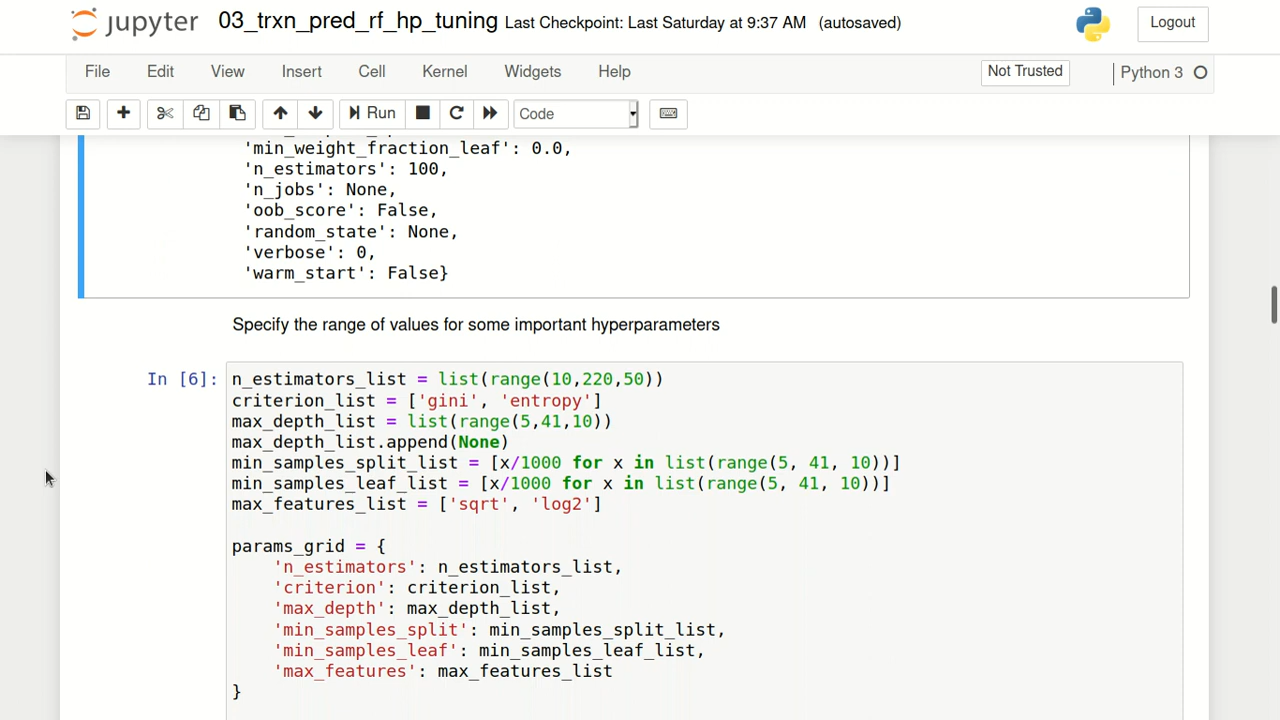 jupyter 03_trxn_pred_rf_hp_tuning Last Checkpoint: Last Saturday at 9:37 AM (autosaved) Logout
File Edit View Insert Cell Kernel Widgets Help Not Trusted Python 3
Run Code
'min_weight_fraction_leaf': 0.0,
'n_estimators': 100,
'n_jobs': None,
'oob_score': False,
'random_state': None,
'verbose': 0,
'warm_start': False}
Specify the range of values for some important hyperparameters
In [6]: n_estimators_list = list(range(10,220,50))
criterion_list = ['gini', 'entropy']
max_depth_list = list(range(5,41,10))
max_depth_list.append(None)
min_samples_split_list = [x/1000 for x in list(range(5, 41, 10))]
min_samples_leaf_list = [x/1000 for x in list(range(5, 41, 10))]
max_features_list = ['sqrt', 'log2']
params_grid = {
'n_estimators': n_estimators_list,
'criterion': criterion_list,
'max_depth': max_depth_list,
'min_samples_split': min_samples_split_list,
'min_samples_leaf': min_samples_leaf_list,
'max_features': max_features_list
}